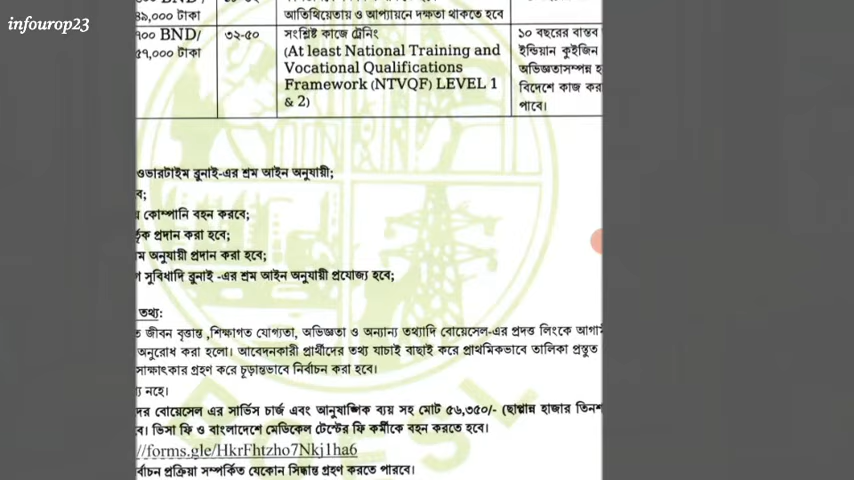 infourop23
৪৯,০০০ টাকা
আতিথিয়েতায় ও আপ্যায়নে দক্ষতা থাকতে হবে
৭০০ BND/
৫৭,০০০ টাকা
৩২-৫০
সংশ্লিষ্ট কাজে ট্রেনিং
(At least National Training and
Vocational Qualifications
Framework (NTVQF) LEVEL 1
& 2)
১০ বছরের বাস্তব
ইন্ডিয়ান কুইজিন
অভিজ্ঞতাসম্পন্ন হ
বিদেশে কাজ কর
পাবে।
ওভারটাইম ব্রুনাই-এর শ্রম আইন অনুযায়ী;
বে;
কোম্পানি বহন করবে;
র্তৃক প্রদান করা হবে;
ম অনুযায়ী প্রদান করা হবে;
সুবিধাদি ব্রুনাই -এর শ্রম আইন অনুযায়ী প্রযোজ্য হবে;
তথ্য:
জীবন বৃত্তান্ত ,শিক্ষাগত যোগ্যতা, অভিজ্ঞতা ও অন্যান্য তথ্যাদি বোয়েসেল-এর প্রদত্ত লিংকে আগা
অনুরোধ করা হলো। আবেদনকারী প্রার্থীদের তথ্য যাচাই বাছাই করে প্রাথমিকভাবে তালিকা প্রস্তুত
সাক্ষাৎকার গ্রহণ করে চূড়ান্তভাবে নির্বাচন করা হবে।
নহে।
দের বোয়েসেল এর সার্ভিস চার্জ এবং আনুষাঙ্গিক ব্যয় সহ মোট ৫৬,৩৫০/- (ছাপ্পান্ন হাজার তিনশ
বে। ভিসা ফি ও বাংলাদেশে মেডিকেল টেস্টের ফি কর্মীকে বহন করতে হবে।
//forms.gle/HkrFhtzho7Nkj1ha6
র্বাচন প্রক্রিয়া সম্পর্কিত যেকোন সিদ্ধান্ত গ্রহণ করতে পারবে।
BOESL